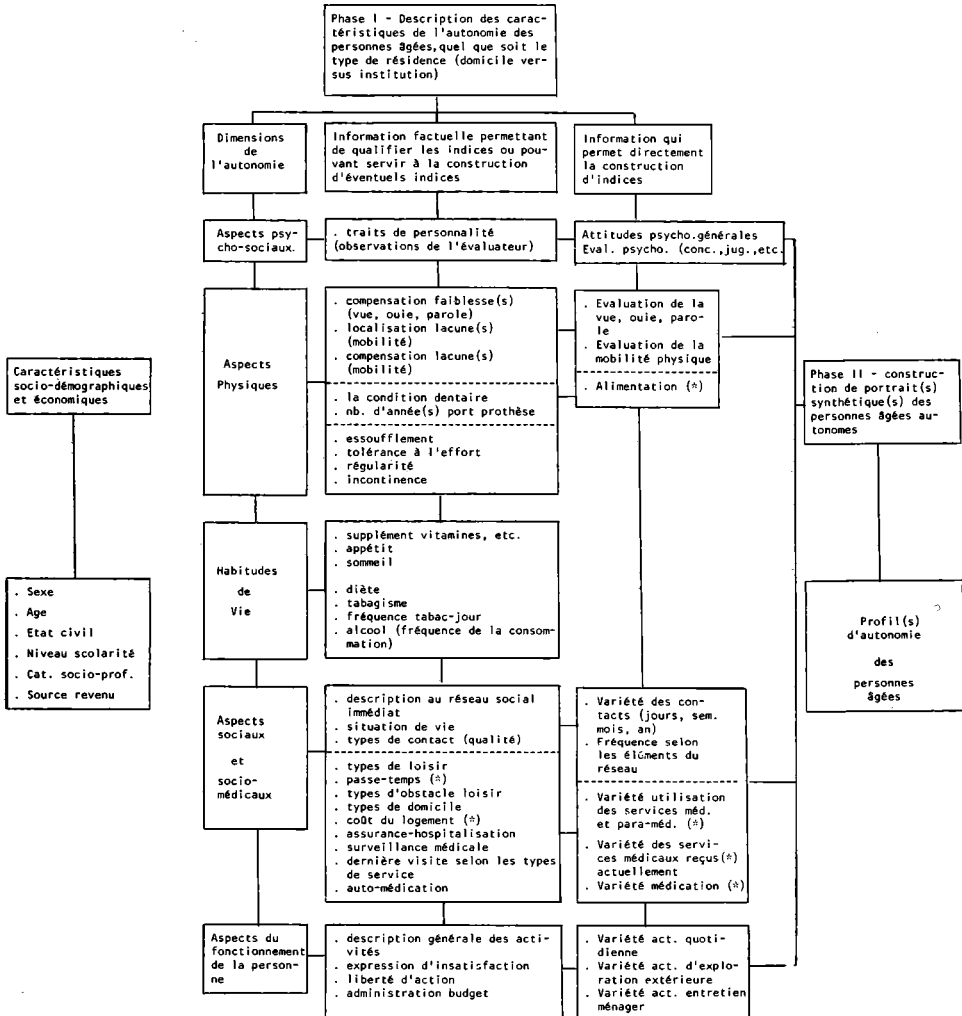 Phase I - Description des carac-
téristiques de l'autonomie des
personnes âgées,quel que soit le
type de résidence (domicile ver-
sus institution)
Dimensions
de
l'autonomie
Information factuelle permettant
de qualifier les indices ou pou-
vant servir à la construction
d'éventuels indices
Information qui
permet directement
la construction
d'indices
Aspects psy-
cho-sociaux.
. traits de personnalité
(observations de l'évaluateur)
Attitudes psycho.générales
Eval. psycho. (conc.,jug.,etc.
Aspects
Physiques
. compensation faiblesse(s)
(vue, ouie, parole)
. localisation lacune(s)
(mobilité)
. compensation lacune(s)
(mobilité)
. la condition dentaire
. nb. d'année(s) port prothèse
. essoufflement
. tolérance à l'effort
. régularité
. incontinence
. Evaluation de la
vue, ouie, paro-
le
. Evaluation de la
mobilité physique
. Alimentation (*)
Caractéristiques
socio-démographiques
et économiques
Phase II - construc-
tion de portrait(s)
synthétique(s) des
personnes âgées au-
tonomes
Habitudes
de
Vie
. supplément vitamines, etc.
. appétit
. sommeil
. diète
. tabagisme
. fréquence tabac-jour
. alcool (fréquence de la consom-
mation)
. Sexe
. Age
. Etat civil
. Niveau scolarité
. Cat. socio-prof.
. Source revenu
Profil(s)
d'autonomie
des
personnes
âgées
Aspects
sociaux
et
socio-
médicaux
. description au réseau social
immédiat
. situation de vie
. types de contact (qualité)
. types de loisir
. passe-temps (*)
. types d'obstacle loisir
. types de domicile
. coût du logement (*)
. assurance-hospitalisation
. surveillance médicale
. dernière visite selon les types
de service
. auto-médication
. Variété des con-
tacts (jours, sem.
mois, an)
. Fréquence selon
les éléments du
réseau
. Variété utilisation
des services méd.
et para-méd. (*)
. Variété des servi-
ces médicaux reçus(*)
actuellement
. Variété médication (*)
Aspects du
fonctionnement
de la person-
ne
. description générale des acti-
vités
. expression d'insatisfaction
. liberté d'action
. administration budget
. Variété act. quoti-
dienne
. Variété act. d'explo-
ration extérieure
. Variété act. entretien
ménager